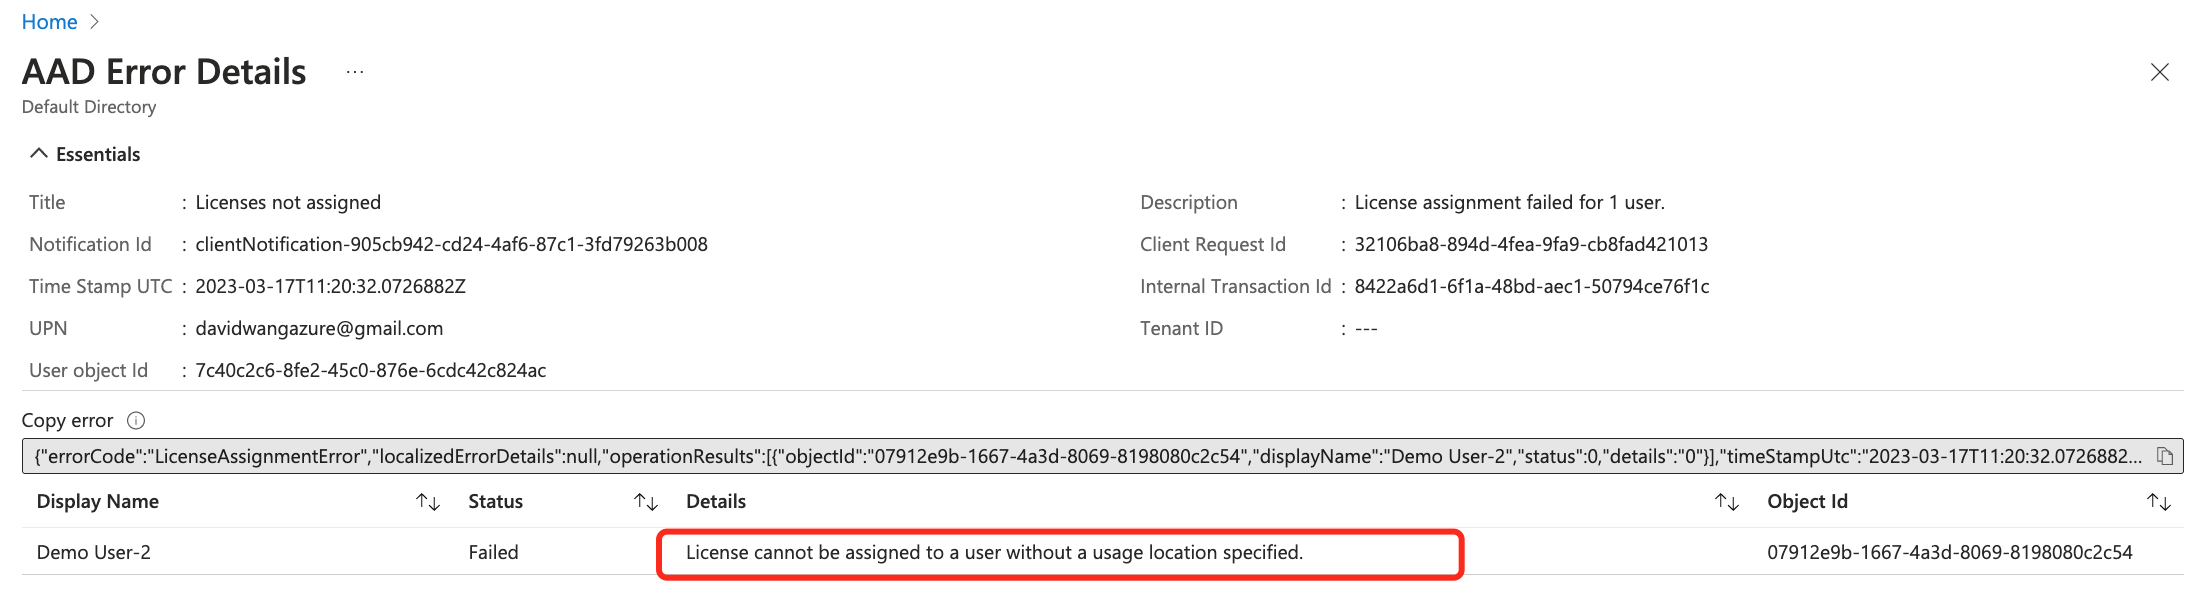 Home
AAD Error Details ...
Default Directory
Essentials
Title : Licenses not assigned
Description : License assignment failed for 1 user.
Notification Id : clientNotification-905cb942-cd24-4af6-87c1-3fd79263b008
Client Request Id : 32106ba8-894d-4fea-9fa9-cb8fad421013
Time Stamp UTC : 2023-03-17T11:20:32.0726882Z
Internal Transaction Id : 8422a6d1-6f1a-48bd-aec1-50794ce76f1c
UPN : davidwangazure@gmail.com
Tenant ID : ---
User object Id : 7c40c2c6-8fe2-45c0-876e-6cdc42c824ac
Copy error
{"errorCode":"LicenseAssignmentError","localizedErrorDetails":null,"operationResults":[{"objectId":"07912e9b-1667-4a3d-8069-8198080c2c54","displayName":"Demo User-2","status":0,"details":"0"}],"timeStampUtc":"2023-03-17T11:20:32.0726882...
Display Name Status Details Object Id
Demo User-2 Failed License cannot be assigned to a user without a usage location specified. 07912e9b-1667-4a3d-8069-8198080c2c54